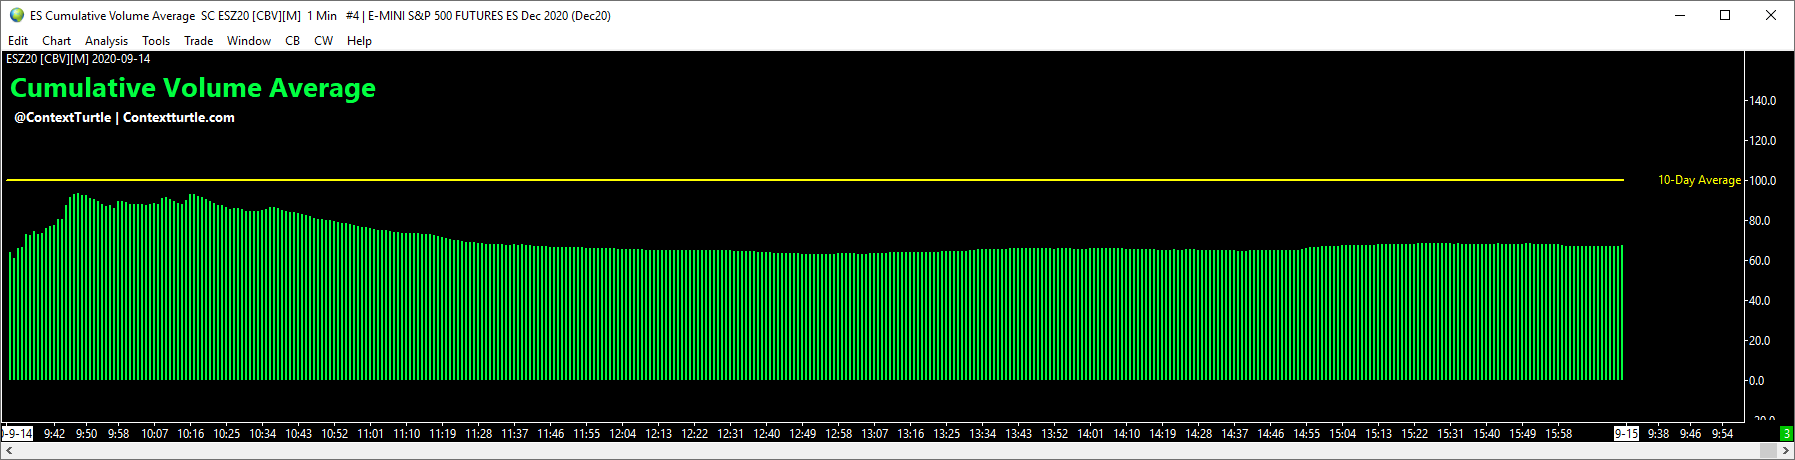 ES Cumulative Volume Average SC ESZ20 [CBV][M] 1 Min #4 | E-MINI S&P 500 FUTURES ES Dec 2020 (Dec20)
Edit Chart Analysis Tools Trade Window CB CW Help
ESZ20 [CBV][M] 2020-09-14
Cumulative Volume Average
@ContextTurtle | Contextturtle.com
140.0
120.0
10-Day Average 100.0
80.0
60.0
40.0
20.0
0.0
-9-14 9:42 9:50 9:58 10:07 10:16 10:25 10:34 10:43 10:52 11:01 11:10 11:19 11:28 11:37 11:46 11:55 12:04 12:13 12:22 12:31 12:40 12:49 12:58 13:07 13:16 13:25 13:34 13:43 13:52 14:01 14:10 14:19 14:28 14:37 14:46 14:55 15:04 15:13 15:22 15:31 15:40 15:49 15:58 9-15 9:38 9:46 9:54 3